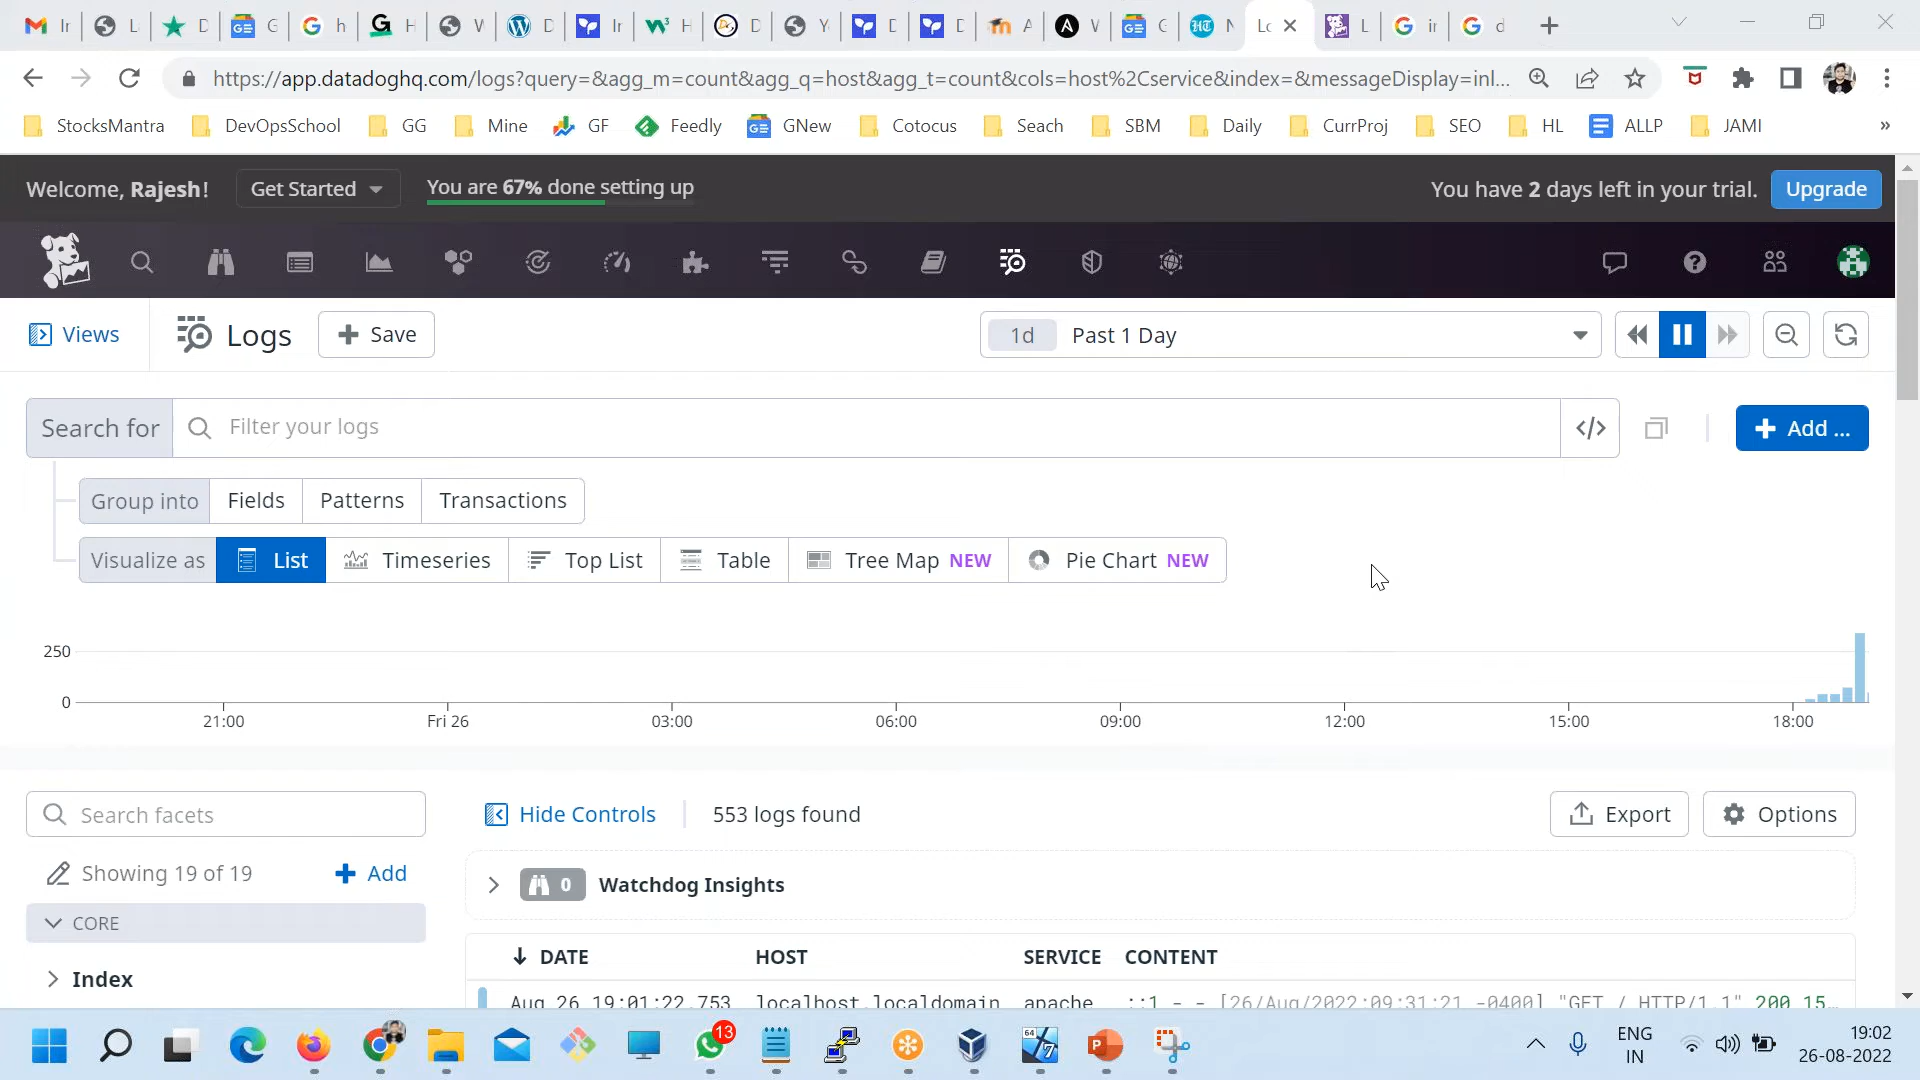 Ir L D G h H W D Ir H D Y D D A W C N Lc L ir d
https://app.datadoghq.com/logs?query=&agg_m=count&agg_q=host&agg_t=count&cols=host%2Cservice&index=&messageDisplay=inl...
StocksMantra DevOpsSchool GG Mine GF Feedly GNew Cotocus Seach SBM Daily CurrProj SEO HL ALLP JAMI »
Welcome, Rajesh! Get Started You are 67% done setting up You have 2 days left in your trial. Upgrade
Views Logs + Save 1d Past 1 Day
Search for Filter your logs </> + Add ...
Group into Fields Patterns Transactions
Visualize as List Timeseries Top List Table Tree Map NEW Pie Chart NEW
250
0
21:00 Fri 26 03:00 06:00 09:00 12:00 15:00 18:00
Search facets Hide Controls 553 logs found Export Options
Showing 19 of 19 + Add
0 Watchdog Insights
CORE
DATE HOST SERVICE CONTENT
Index
Aug 26 19:01:22.753 localhost.localdomain apache ::1 - - [26/Aug/2022:09:31:21 -0400] "GET / HTTP/1.1" 200 15...
13 64 7 P ENG 19:02
IN 26-08-2022